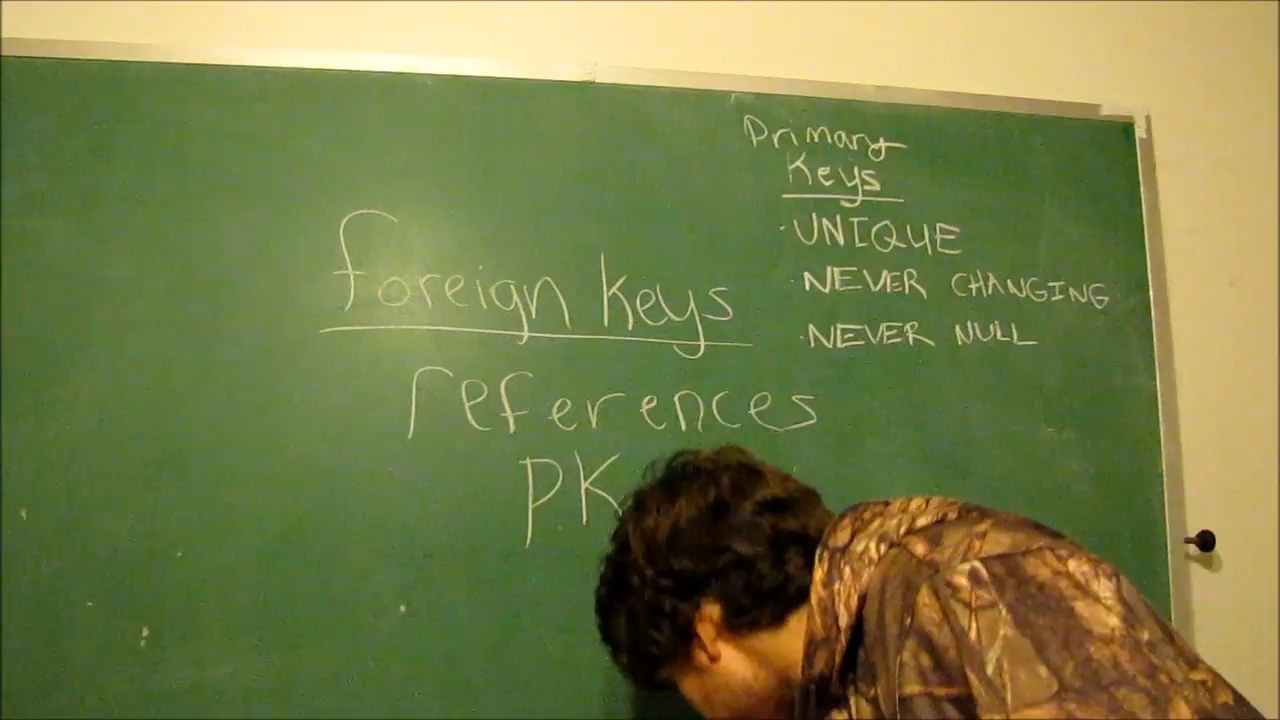 foreign keys
references
PK
Primary
Keys
· UNIQUE
· NEVER CHANGING
· NEVER NULL